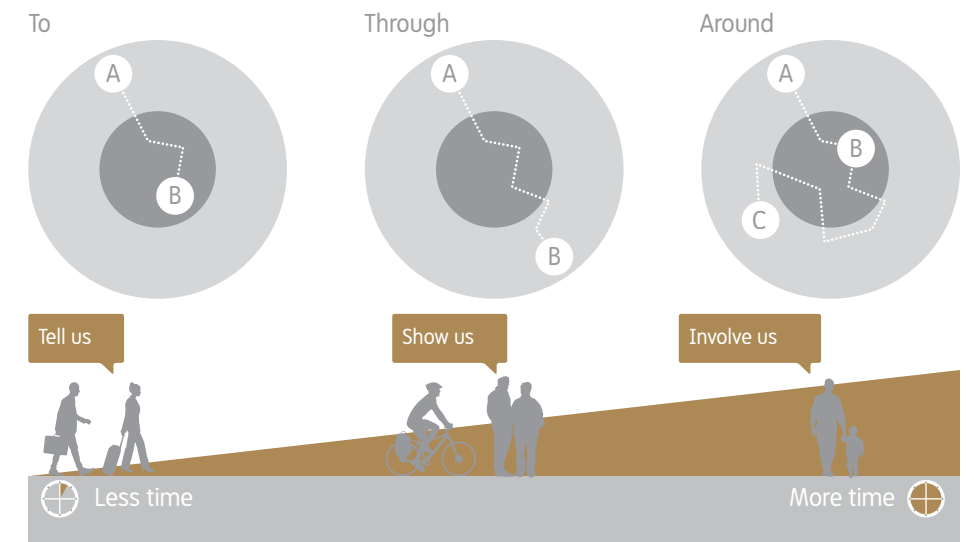 To
Through
Around
A
B
A
B
A
B
C
Tell us
Show us
Involve us
Less time
More time